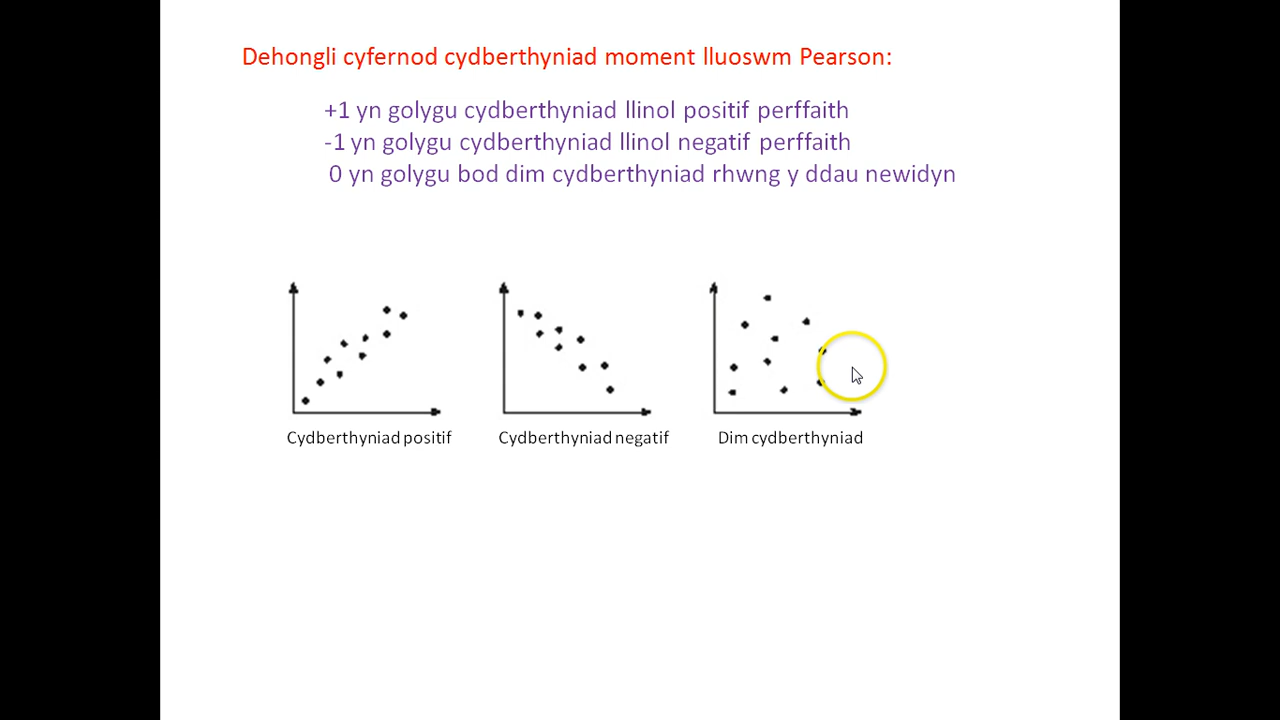 Dehongli cyfernod cydberthyniad moment lluoswm Pearson:
+1 yn golygu cydberthyniad llinol positif perffaith
-1 yn golygu cydberthyniad llinol negatif perffaith
0 yn golygu bod dim cydberthyniad rhwng y ddau newidyn
Cydberthyniad positif
Cydberthyniad negatif
Dim cydberthyniad